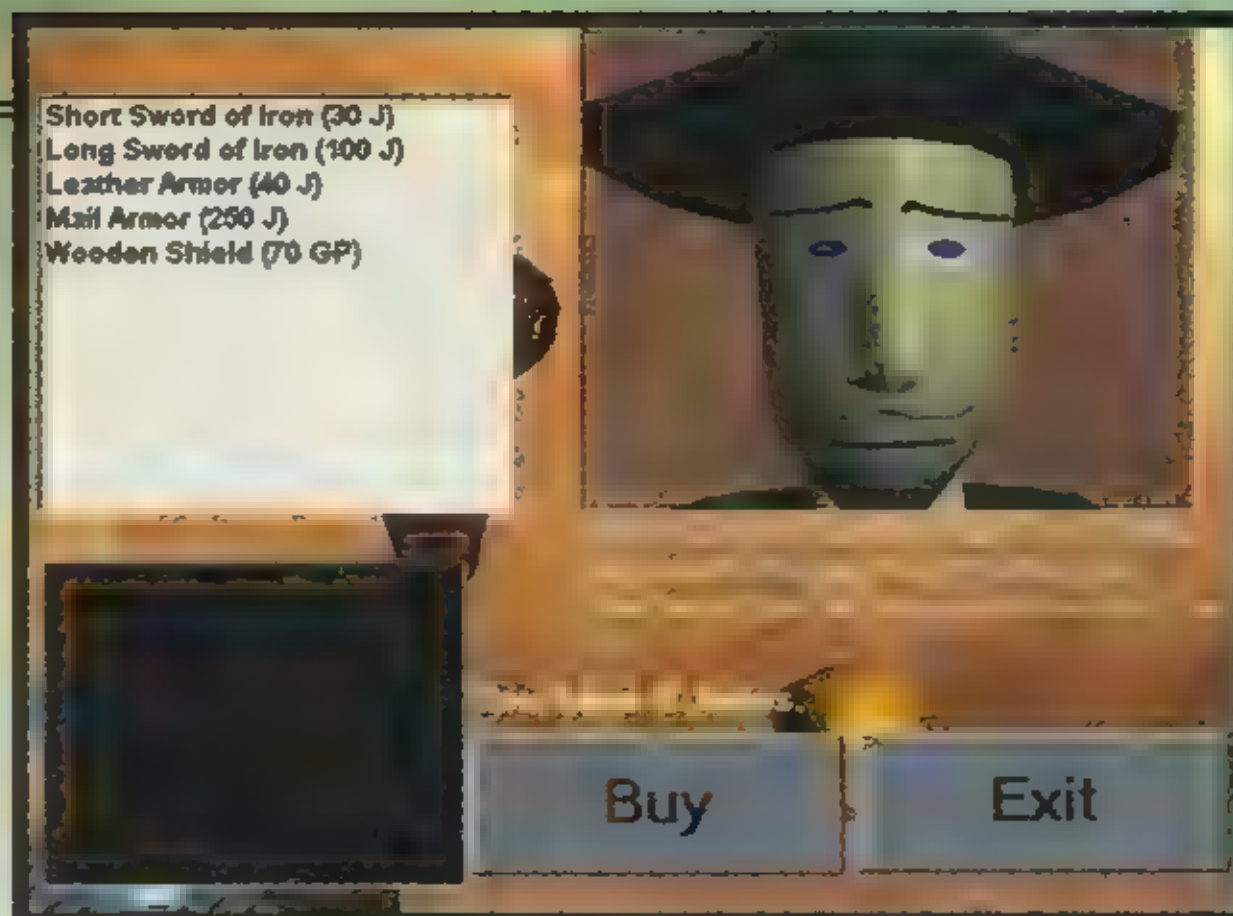 Short Sword of Iron (30 J)
Long Sword of Iron (100 J)
Leather Armor (40 J)
Mail Armor (250 J)
Wooden Shield (70 GP)
Buy
Exit